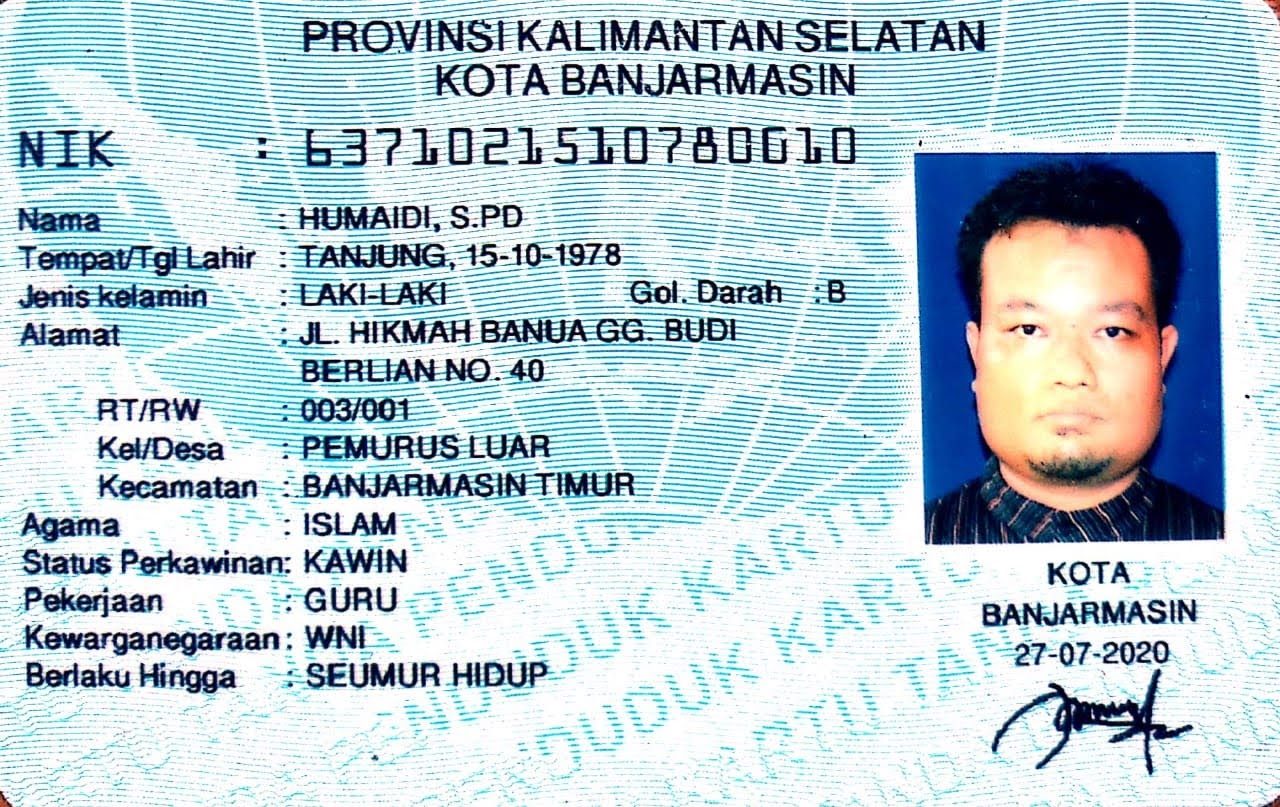 PROVINSI KALIMANTAN SELATAN
KOTA BANJARMASIN
NIK :
Nama : HUMAIDI, S.PD
Tempat/Tgl Lahir : TANJUNG, 15-10-1978
Jenis kelamin : LAKI-LAKI Gol. Darah : B
Alamat : JL. HIKMAH BANUA GG. BUDI
BERLIAN NO. 40
RT/RW : 003/001
Kel/Desa : PEMURUS LUAR
Kecamatan : BANJARMASIN TIMUR
Agama : ISLAM
Status Perkawinan: KAWIN
Pekerjaan : GURU
Kewarganegaraan : WNI
Berlaku Hingga : SEUMUR HIDUP
KOTA
BANJARMASIN
27-07-2020